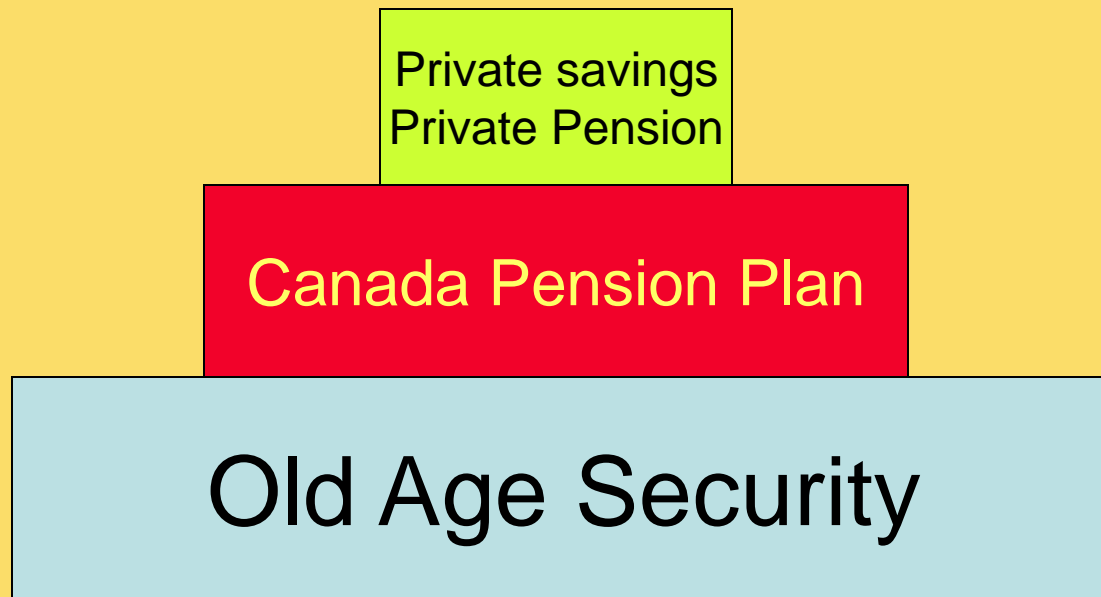 Private savings
Private Pension
Canada Pension Plan
Old Age Security